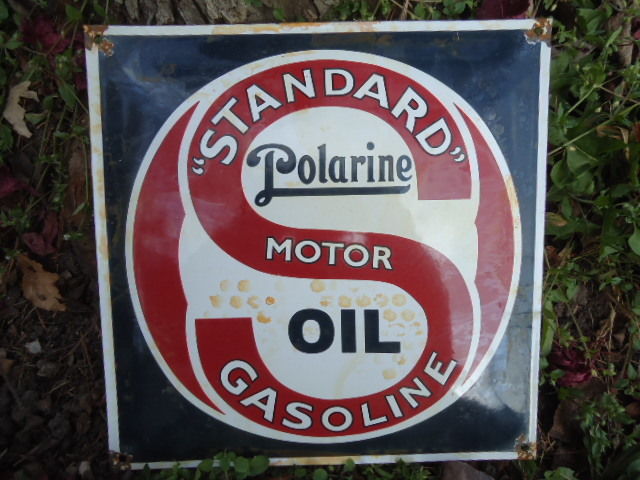 "STANDARD"
Polarine
MOTOR
OIL
GASOLINE